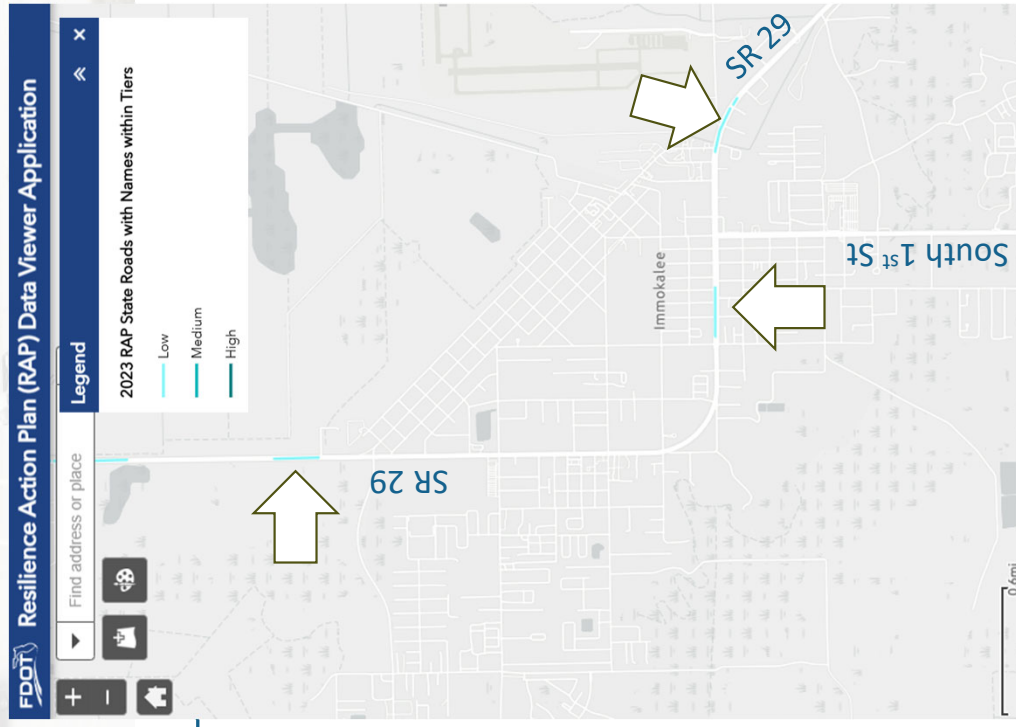 FDOT Resilience Action Plan (RAP) Data Viewer Application
Find address or place
Legend
2023 RAP State Roads with Names within Tiers
Low
Medium
High
+
−
SR 29
SR 29
Immokalee
South 1st St
0.6mi